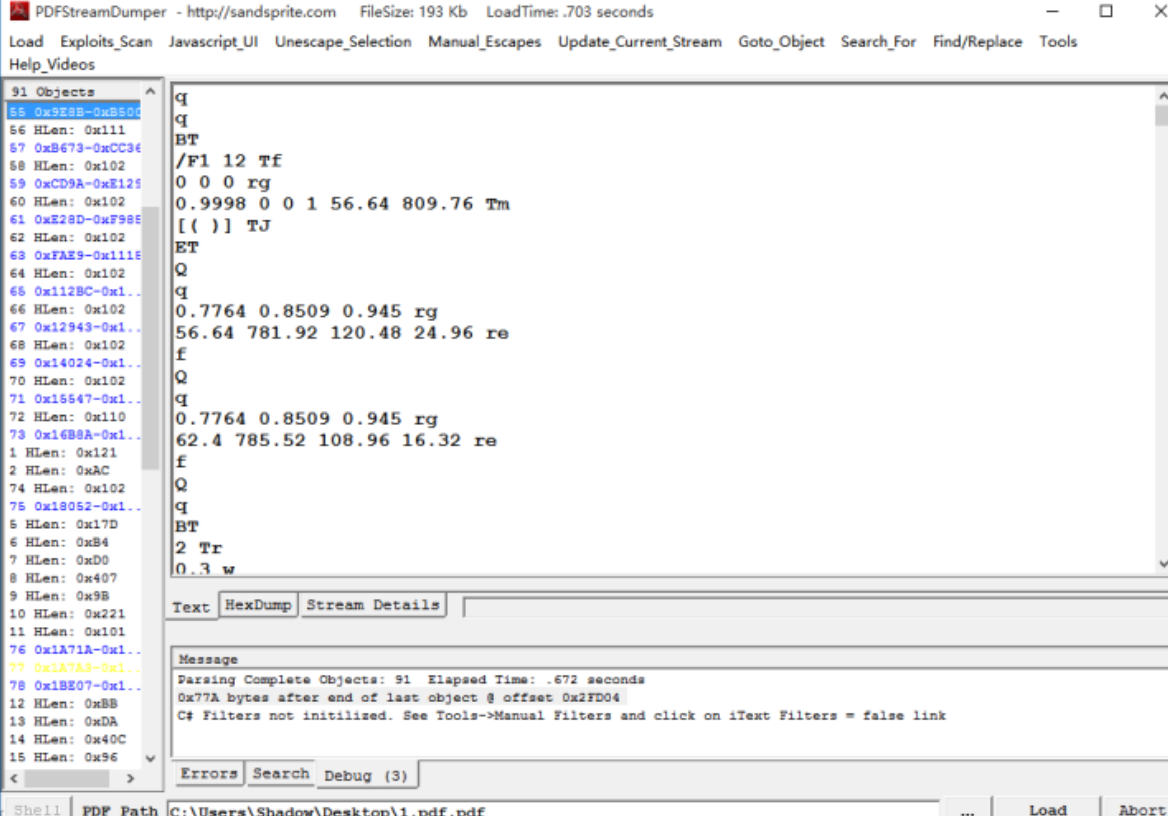 PDFStreamDumper - http://sandsprite.com FileSize: 193 Kb LoadTime: .703 seconds
Load Exploits_Scan Javascript_UI Unescape_Selection Manual_Escapes Update_Current_Stream Goto_Object Search_For Find/Replace Tools
Help_Videos
91 Objects
55 0x9E8B-0xB50C
56 HLen: 0x111
57 0xB673-0xCC36
58 HLen: 0x102
59 0xCD9A-0xE129
60 HLen: 0x102
61 0xE28D-0xF985
62 HLen: 0x102
63 0xFAE9-0x111E
64 HLen: 0x102
65 0x112BC-0x1..
66 HLen: 0x102
67 0x12943-0x1..
68 HLen: 0x102
69 0x14024-0x1..
70 HLen: 0x102
71 0x15547-0x1..
72 HLen: 0x110
73 0x16B8A-0x1..
1 HLen: 0x121
2 HLen: 0xAC
74 HLen: 0x102
75 0x18052-0x1..
5 HLen: 0x17D
6 HLen: 0xB4
7 HLen: 0xD0
8 HLen: 0x407
9 HLen: 0x9B
10 HLen: 0x221
11 HLen: 0x101
76 0x1A71A-0x1..
77 0x1A7A3-0x1..
78 0x1BE07-0x1..
12 HLen: 0xBB
13 HLen: 0xDA
14 HLen: 0x40C
15 HLen: 0x96
q
q
BT
/F1 12 Tf
0 0 0 rg
0.9998 0 0 1 56.64 809.76 Tm
[( )] TJ
ET
Q
q
0.7764 0.8509 0.945 rg
56.64 781.92 120.48 24.96 re
f
Q
q
0.7764 0.8509 0.945 rg
62.4 785.52 108.96 16.32 re
f
Q
q
BT
2 Tr
0.3 w
Text HexDump Stream Details
Message
Parsing Complete Objects: 91 Elapsed Time: .672 seconds
0x77A bytes after end of last object @ offset 0x2FD04
C# Filters not initilized. See Tools->Manual Filters and click on iText Filters = false link
Errors Search Debug (3)
Shell PDF Path C:\Users\Shadow\Desktop\1.pdf.pdf ... Load Abort